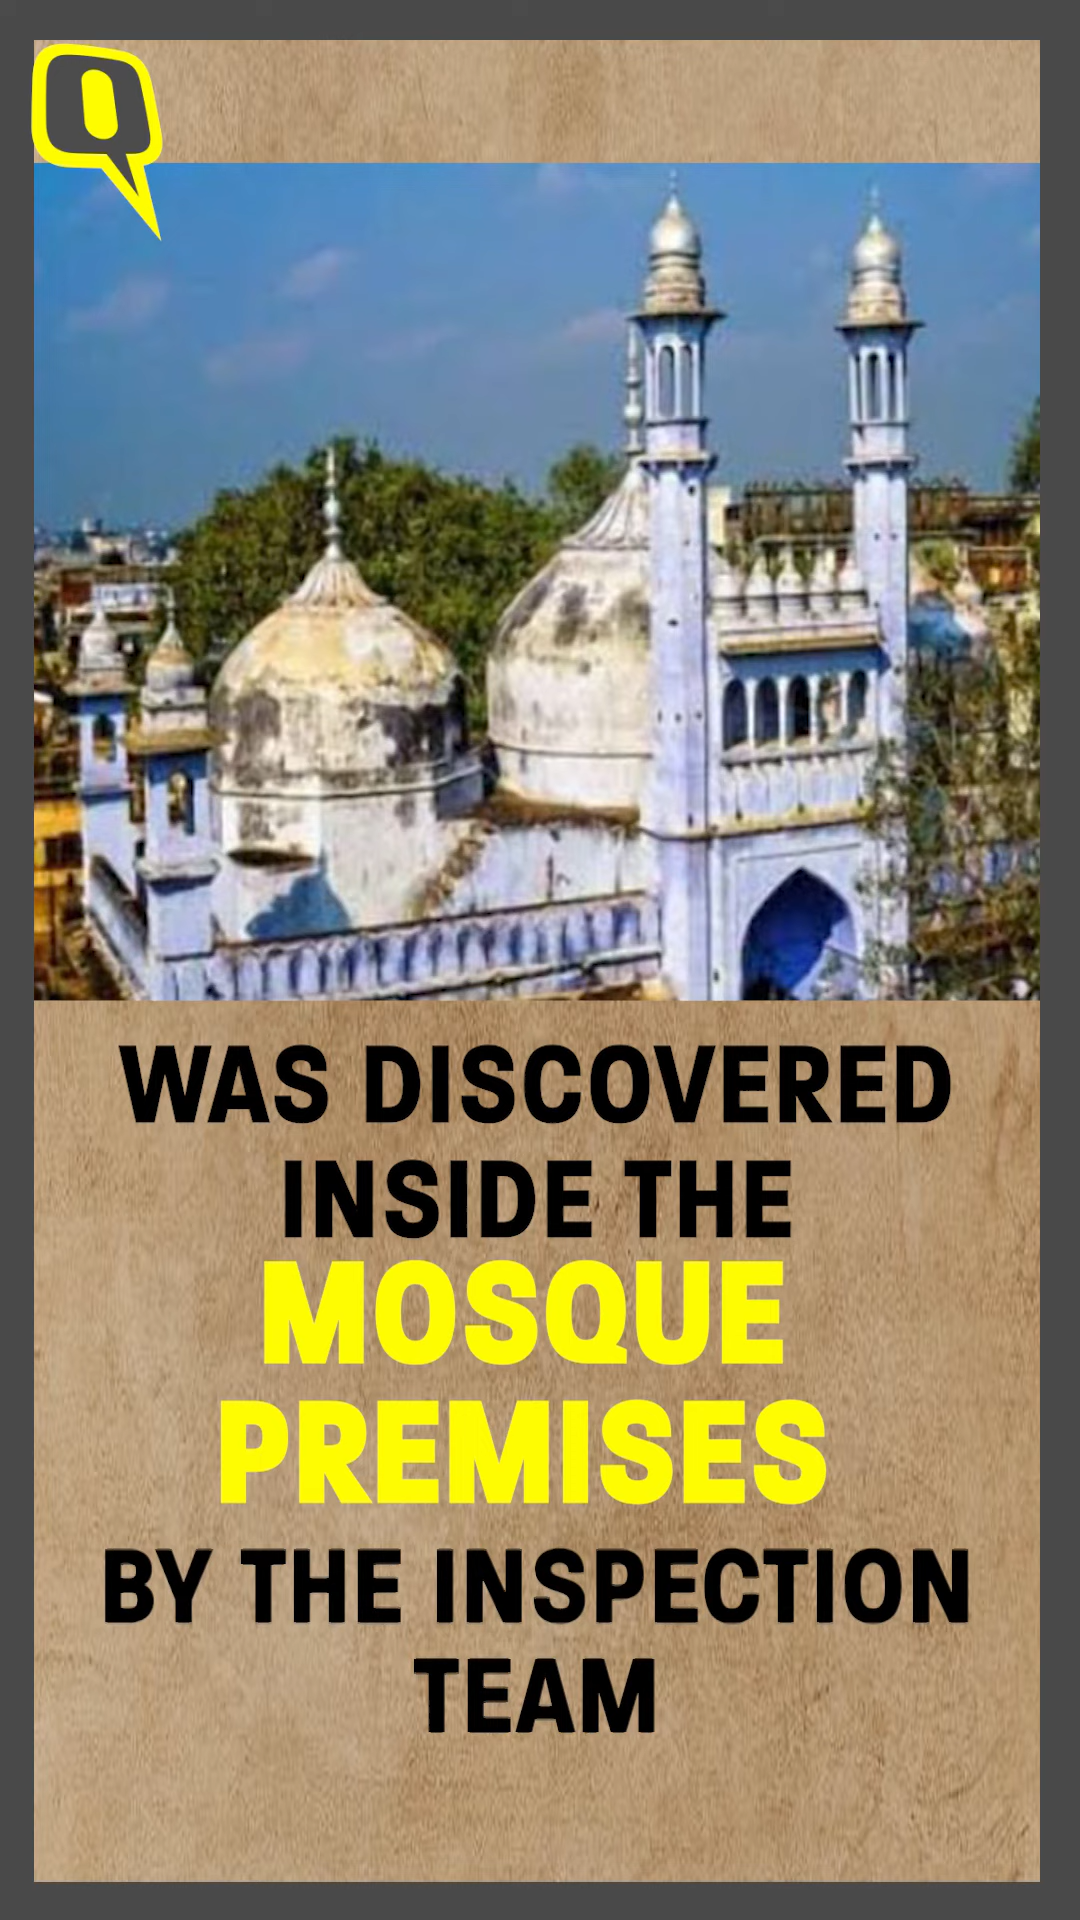 Q
WAS DISCOVERED
INSIDE THE
MOSQUE
PREMISES
BY THE INSPECTION
TEAM